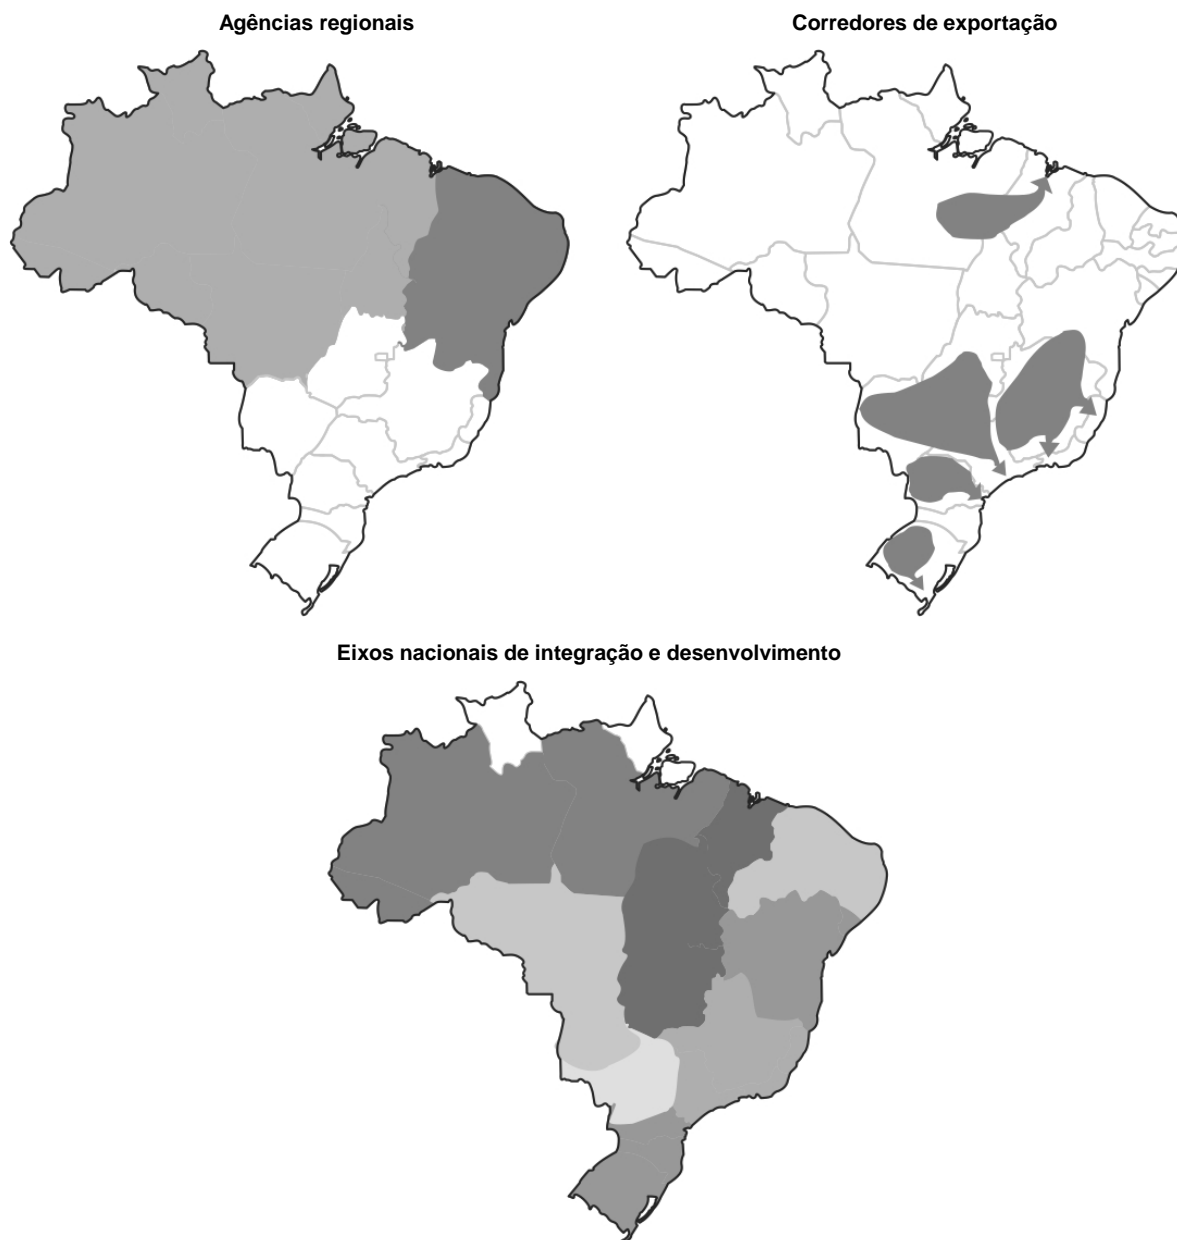 Agências regionais
Corredores de exportação
Eixos nacionais de integração e desenvolvimento